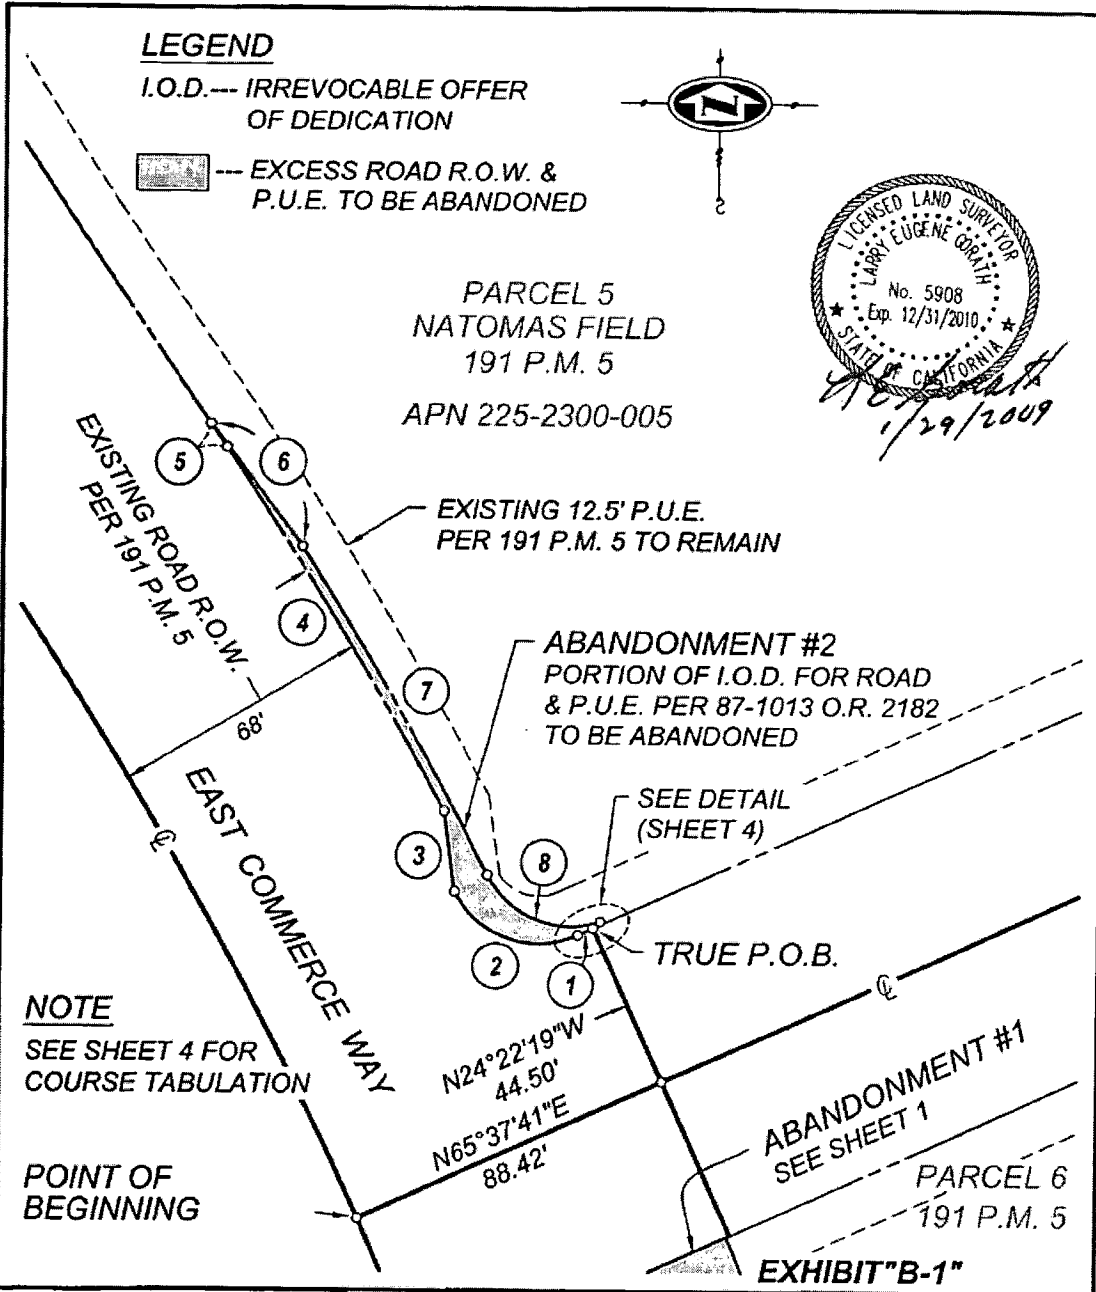 LEGEND
I.O.D.--- IRREVOCABLE OFFER
OF DEDICATION
--- EXCESS ROAD R.O.W. &
P.U.E. TO BE ABANDONED
N
S
LICENSED LAND SURVEYOR
LARRY EUGENE GORATH
No. 5908
Exp. 12/31/2010
STATE OF CALIFORNIA
1/29/2009
PARCEL 5
NATOMAS FIELD
191 P.M. 5
APN 225-2300-005
5
6
EXISTING ROAD R.O.W.
PER 191 P.M. 5
EXISTING 12.5' P.U.E.
PER 191 P.M. 5 TO REMAIN
4
ABANDONMENT #2
PORTION OF I.O.D. FOR ROAD
& P.U.E. PER 87-1013 O.R. 2182
TO BE ABANDONED
7
68'
EAST COMMERCE WAY
SEE DETAIL
(SHEET 4)
℄
3
8
2
1
TRUE P.O.B.
℄
NOTE
SEE SHEET 4 FOR
COURSE TABULATION
N24°22'19"W
44.50'
N65°37'41"E
88.42'
ABANDONMENT #1
SEE SHEET 1
POINT OF
BEGINNING
PARCEL 6
191 P.M. 5
EXHIBIT"B-1"